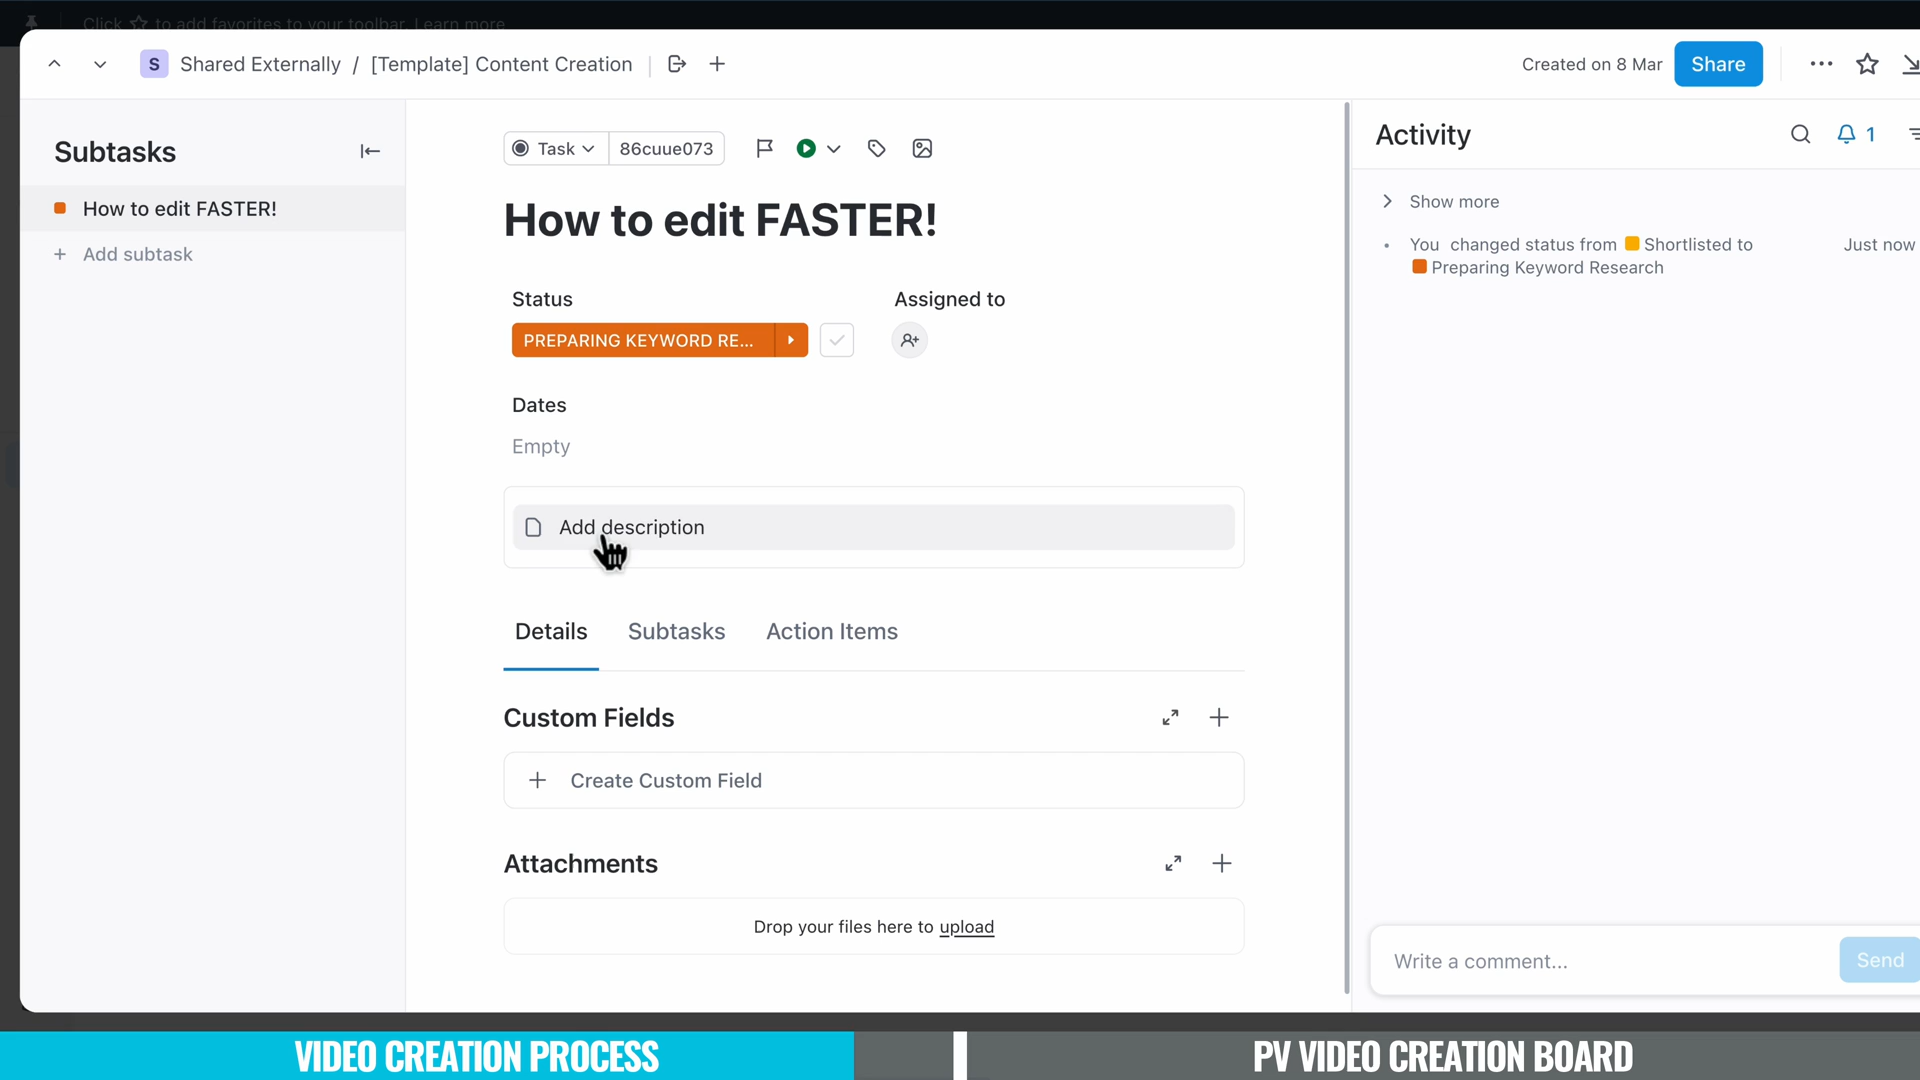 Click ☆ to add favorites to your toolbar. Learn more
S Shared Externally / [Template] Content Creation
Created on 8 Mar
Share
Subtasks
How to edit FASTER!
+ Add subtask
Task
86cuue073
How to edit FASTER!
Status
Assigned to
PREPARING KEYWORD RE...
Dates
Empty
Add description
Details
Subtasks
Action Items
Custom Fields
+ Create Custom Field
Attachments
Drop your files here to upload
Activity
1
Show more
You changed status from Shortlisted to
Just now
Preparing Keyword Research
Write a comment...
Send
VIDEO CREATION PROCESS
PV VIDEO CREATION BOARD